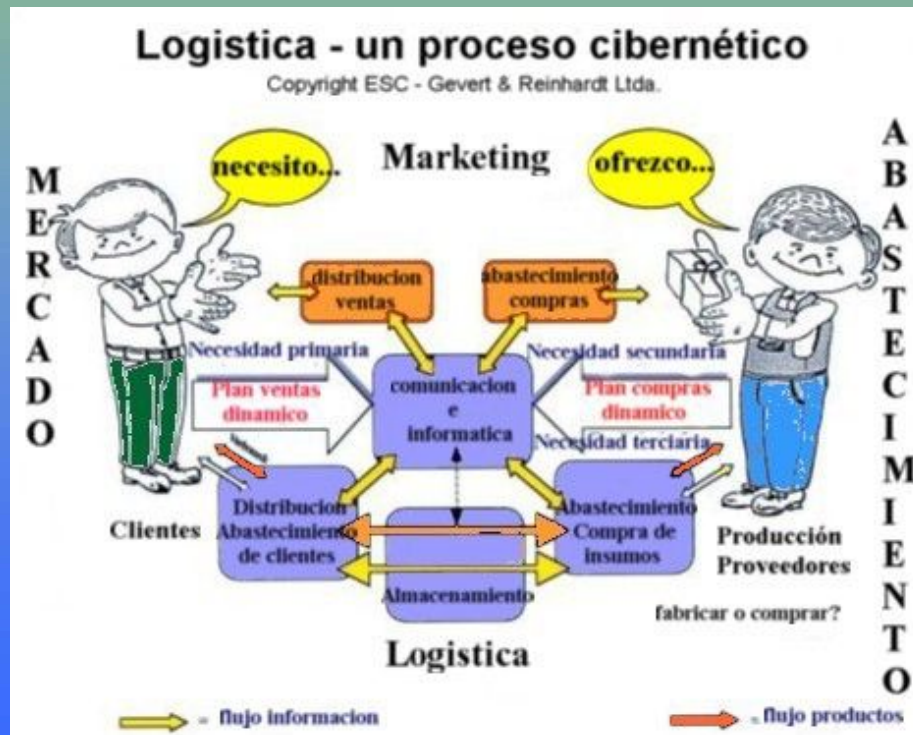 Logistica - un proceso cibernético
Copyright ESC - Gevert & Reinhardt Ltda.
MERCADO
necesito...
Marketing
ofrezco...
ABASTECIMIENTO
distribucion
ventas
abastecimiento
compras
Necesidad primaria
Plan ventas
dinamico
comunicacion
e
informatica
Necesidad secundaria
Plan compras
dinamico
Necesidad terciaria
Clientes
Distribucion
Abastecimiento
de clientes
Almacenamiento
Abastecimiento
Compra de
insumos
Producción
Proveedores
fabricar o comprar?
Logistica
= flujo informacion
= flujo productos